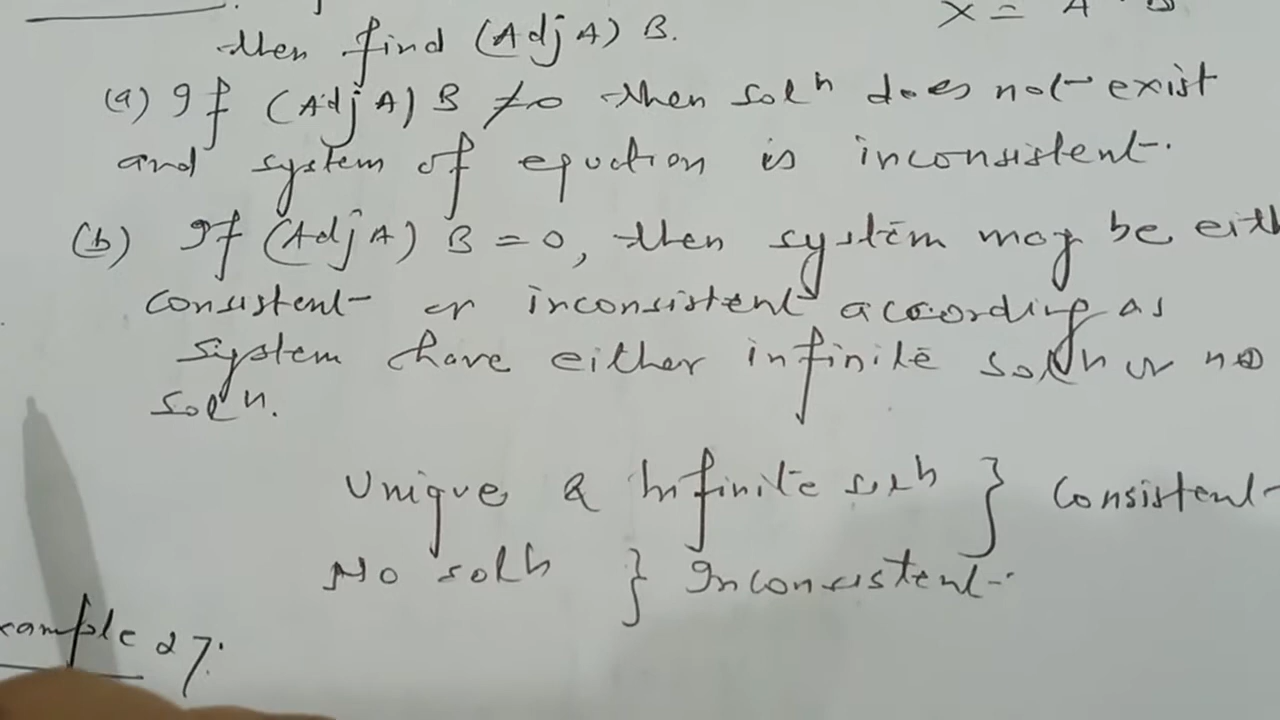 X = A B
then find (Adj A) B.
(a) If (Adj A) B ≠ 0 then solⁿ does not exist
and system of equation is inconsistent.
(b) If (Adj A) B = 0, then system may be eith
consistent or inconsistent according as
system have either infinite solⁿ or no
solⁿ.
Unique & Infinite solⁿ } Consistent
No solⁿ } Inconsistent.
xample 27: